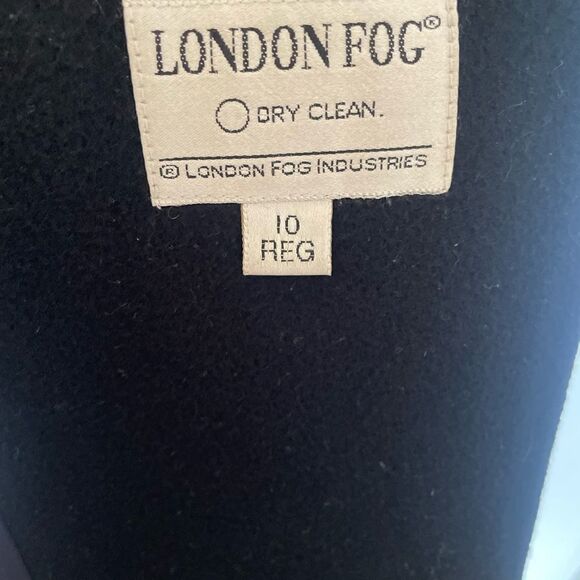 LONDON FOG®
DRY CLEAN.
® LONDON FOG INDUSTRIES
10
REG